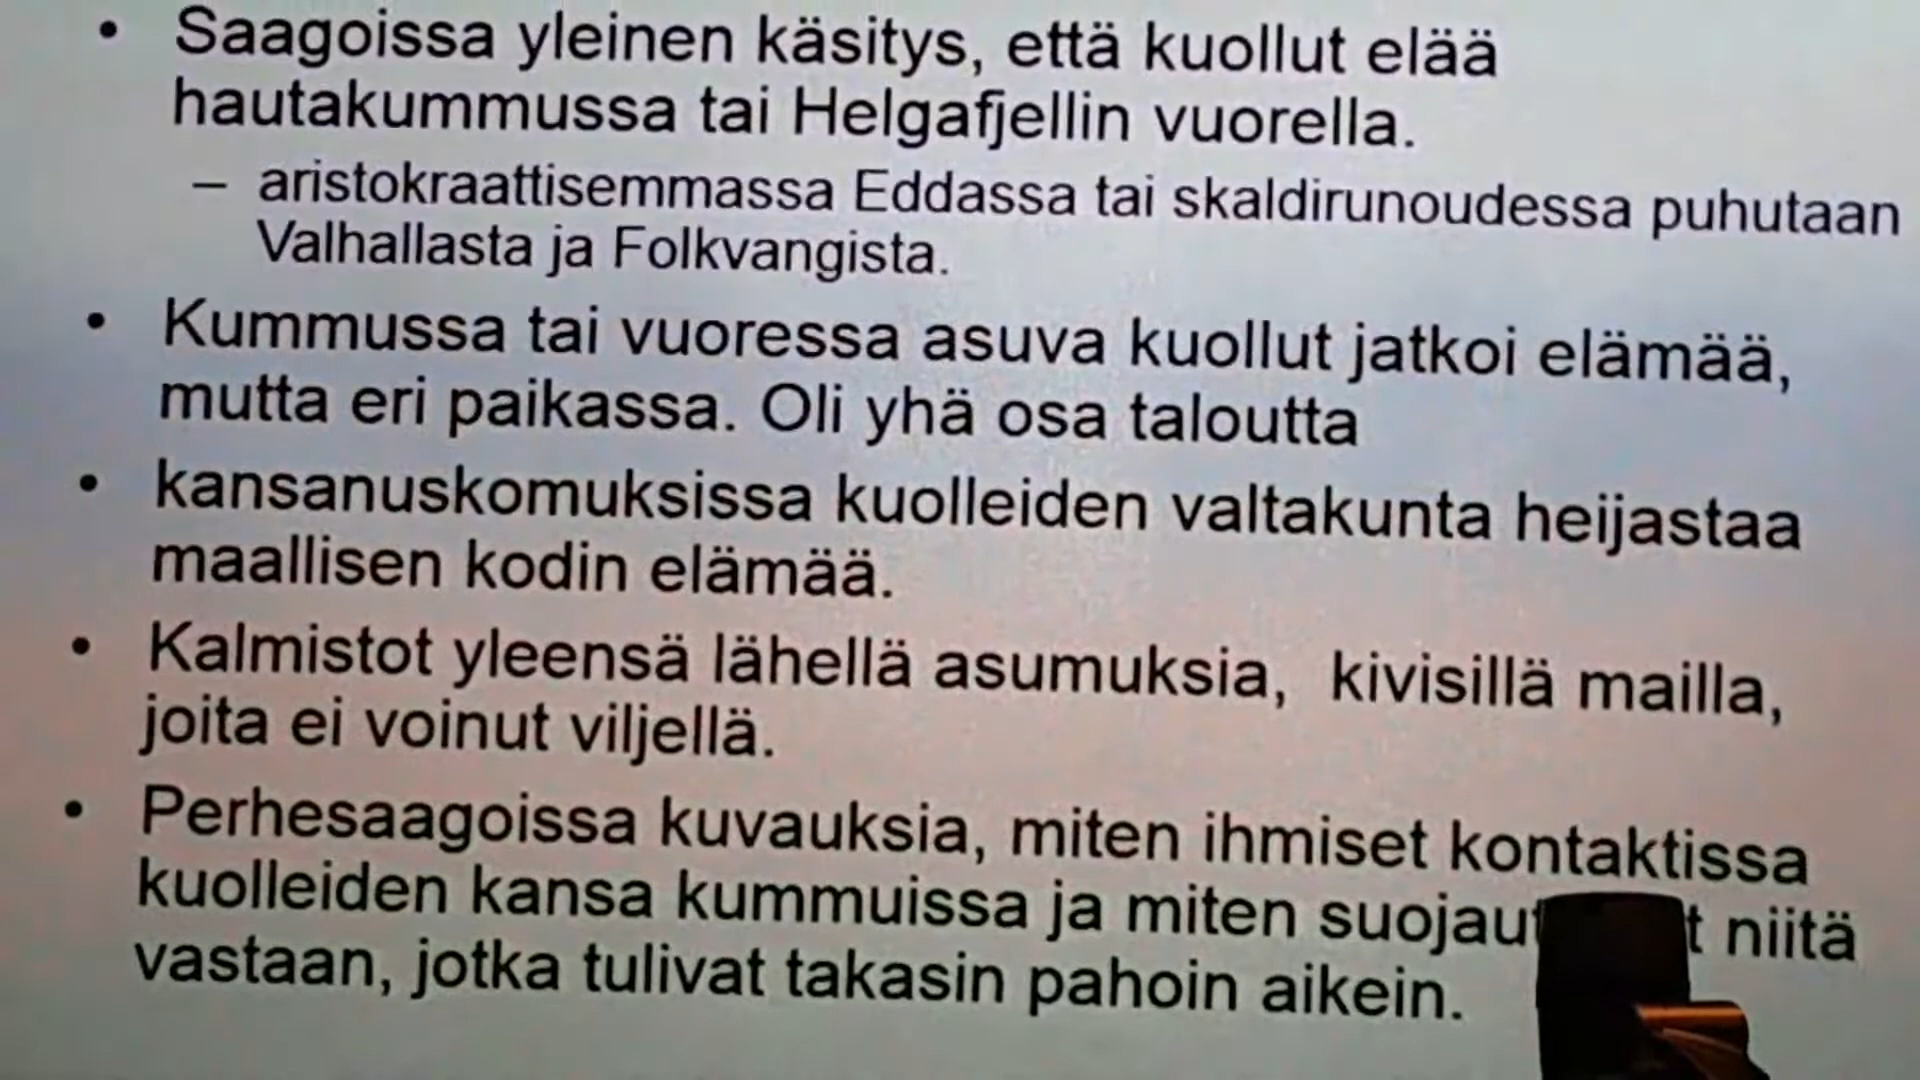 • Saagoissa yleinen käsitys, että kuollut elää
hautakummussa tai Helgafjellin vuorella.
– aristokraattisemmassa Eddassa tai skaldirunoudessa puhutaan
Valhallasta ja Folkvangista.
• Kummussa tai vuoressa asuva kuollut jatkoi elämää,
mutta eri paikassa. Oli yhä osa taloutta
• kansanuskomuksissa kuolleiden valtakunta heijastaa
maallisen kodin elämää.
• Kalmistot yleensä lähellä asumuksia, kivisillä mailla,
joita ei voinut viljellä.
• Perhesaagoissa kuvauksia, miten ihmiset kontaktissa
kuolleiden kansa kummuissa ja miten niitä
vastaan, jotka tulivat takasin pahoin aikein.